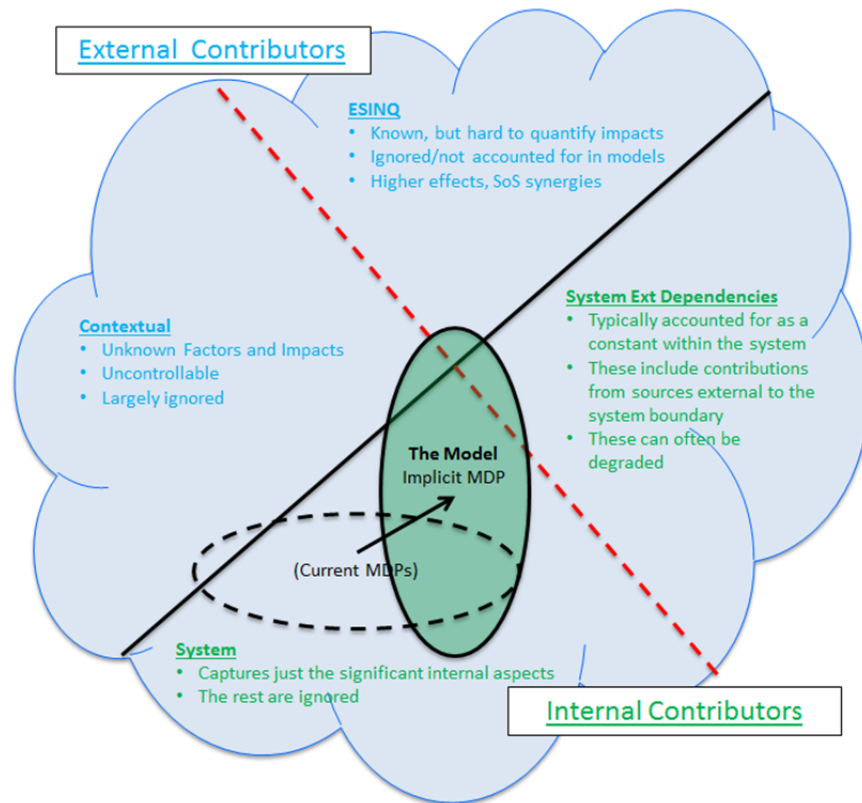 External Contributors
ESINQ
• Known, but hard to quantify impacts
• Ignored/not accounted for in models
• Higher effects, SoS synergies
System Ext Dependencies
• Typically accounted for as a
constant within the system
• These include contributions
from sources external to the
system boundary
• These can often be
degraded
Contextual
• Unknown Factors and Impacts
• Uncontrollable
• Largely ignored
The Model
Implicit MDP
(Current MDPs)
System
• Captures just the significant internal aspects
• The rest are ignored
Internal Contributors